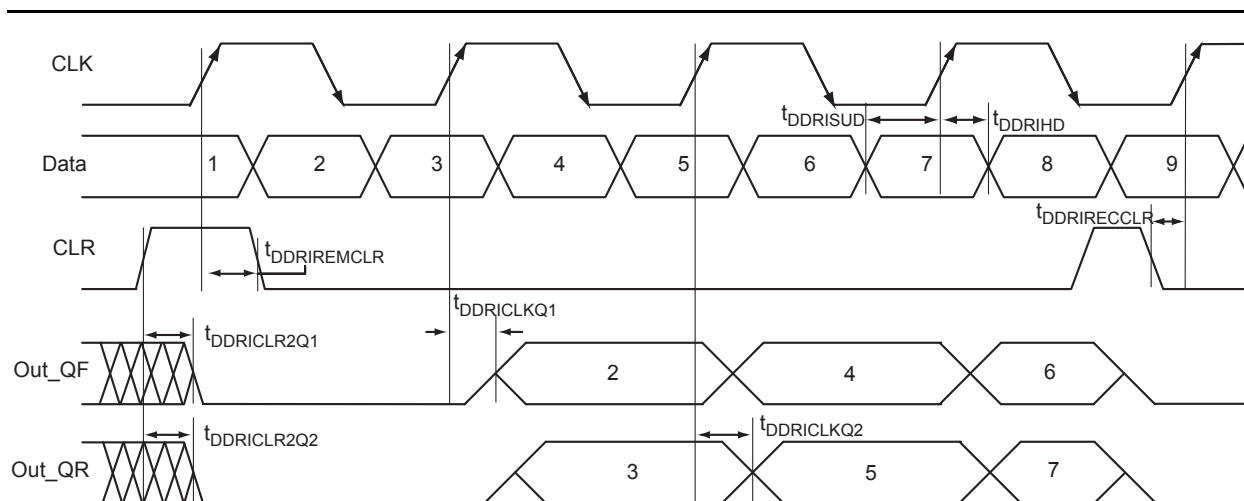 CLK
tDDRISUD
tDDRIHD
Data
1 2 3 4 5 6 7 8 9
tDDRIRECCLR
CLR
tDDRIREMCLR
tDDRICLKQ1
tDDRICLR2Q1
Out_QF
2 4 6
tDDRICLR2Q2
tDDRICLKQ2
Out_QR
3 5 7